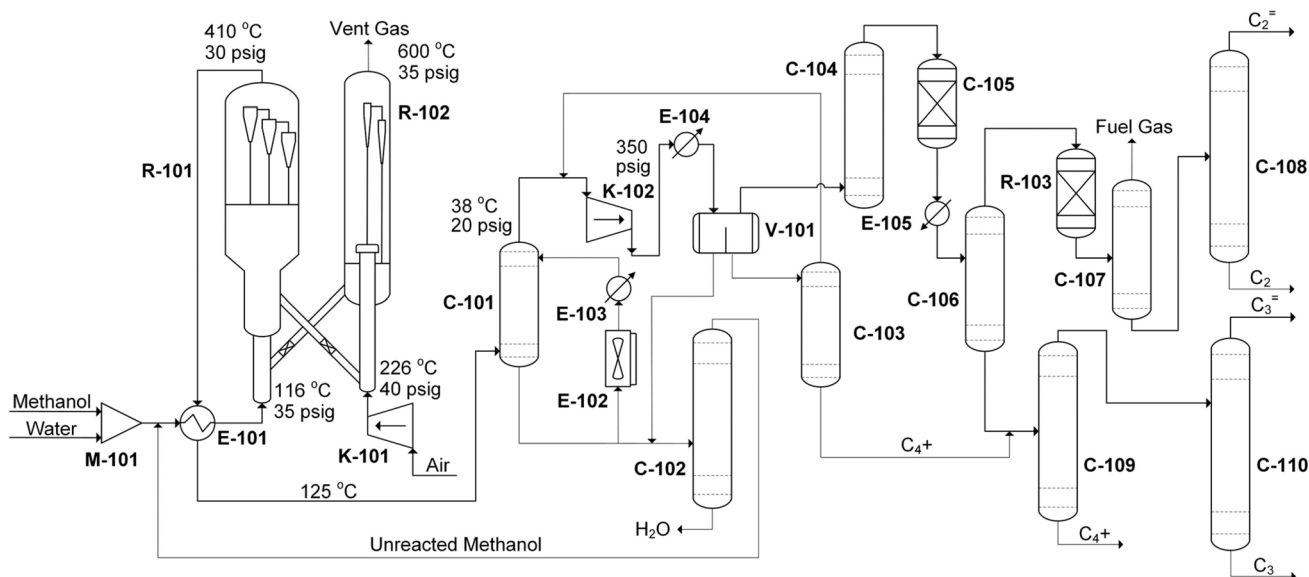 410 °C
30 psig
Vent Gas
600 °C
35 psig
R-102
R-101
C-104
C-105
C₂⁼
E-104
350
psig
K-102
Fuel Gas
R-103
C-108
38 °C
20 psig
V-101
E-105
C-101
E-103
C-106
C-107
C₂
C₃⁼
C-103
116 °C
35 psig
226 °C
40 psig
E-102
Methanol
Water
M-101
E-101
K-101
Air
C-102
C₄+
C-109
C-110
125 °C
H₂O
Unreacted Methanol
C₄+
C₃